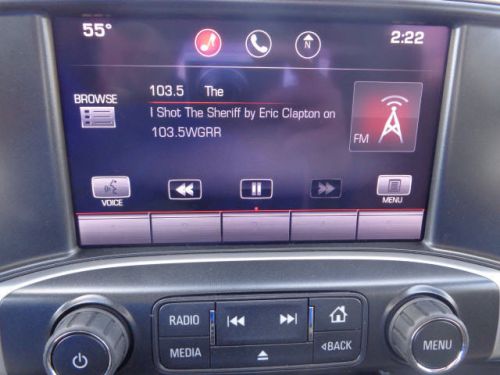 55°
N
2:22
103.5 The
BROWSE
I Shot The Sheriff by Eric Clapton on
103.5WGRR
FM
VOICE
MENU
RADIO
MEDIA
BACK
MENU